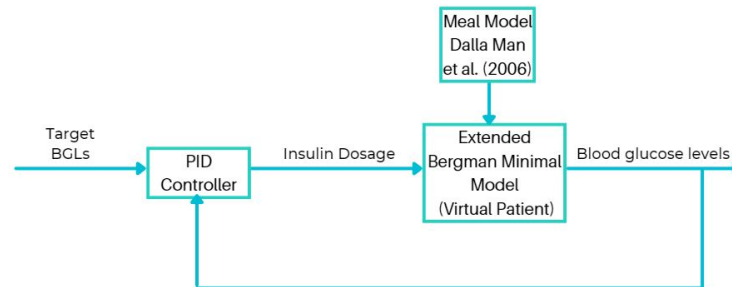 Meal Model
Dalla Man
et al. (2006)
Target
BGLs
PID
Controller
Insulin Dosage
Extended
Bergman Minimal
Model
(Virtual Patient)
Blood glucose levels